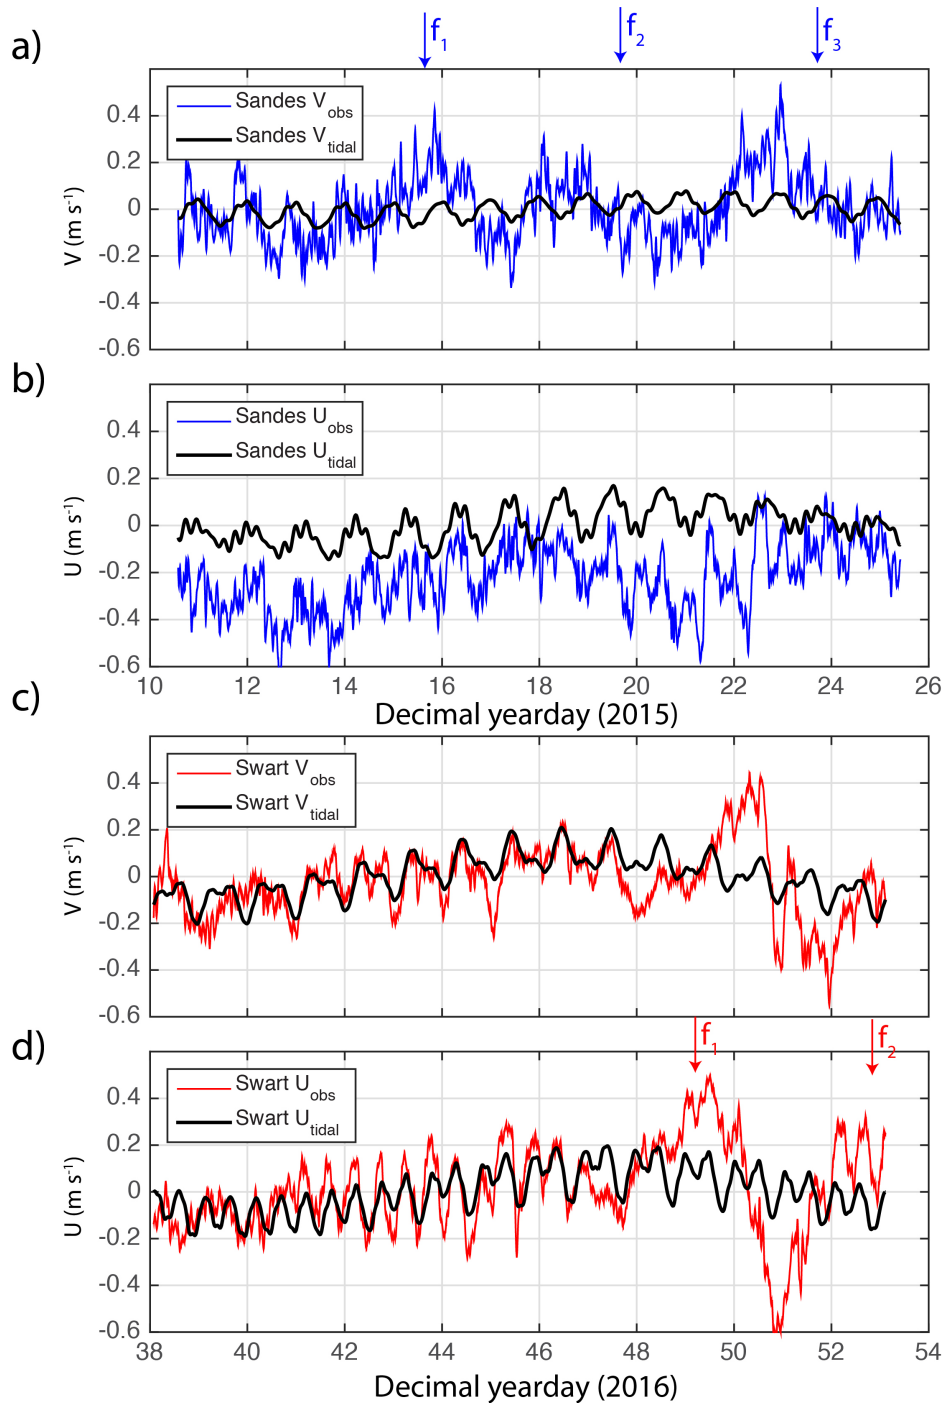 a)
f1
f2
f3
Sandes Vobs
Sandes Vtidal
V (m s-1)
0.4
0.2
0
-0.2
-0.4
-0.6
b)
Sandes Uobs
Sandes Utidal
U (m s-1)
0.4
0.2
0
-0.2
-0.4
-0.6
10 12 14 16 18 20 22 24 26
Decimal yearday (2015)
c)
Swart Vobs
Swart Vtidal
V (m s-1)
0.4
0.2
0
-0.2
-0.4
-0.6
d)
f1
f2
Swart Uobs
Swart Utidal
U (m s-1)
0.4
0.2
0
-0.2
-0.4
-0.6
38 40 42 44 46 48 50 52 54
Decimal yearday (2016)